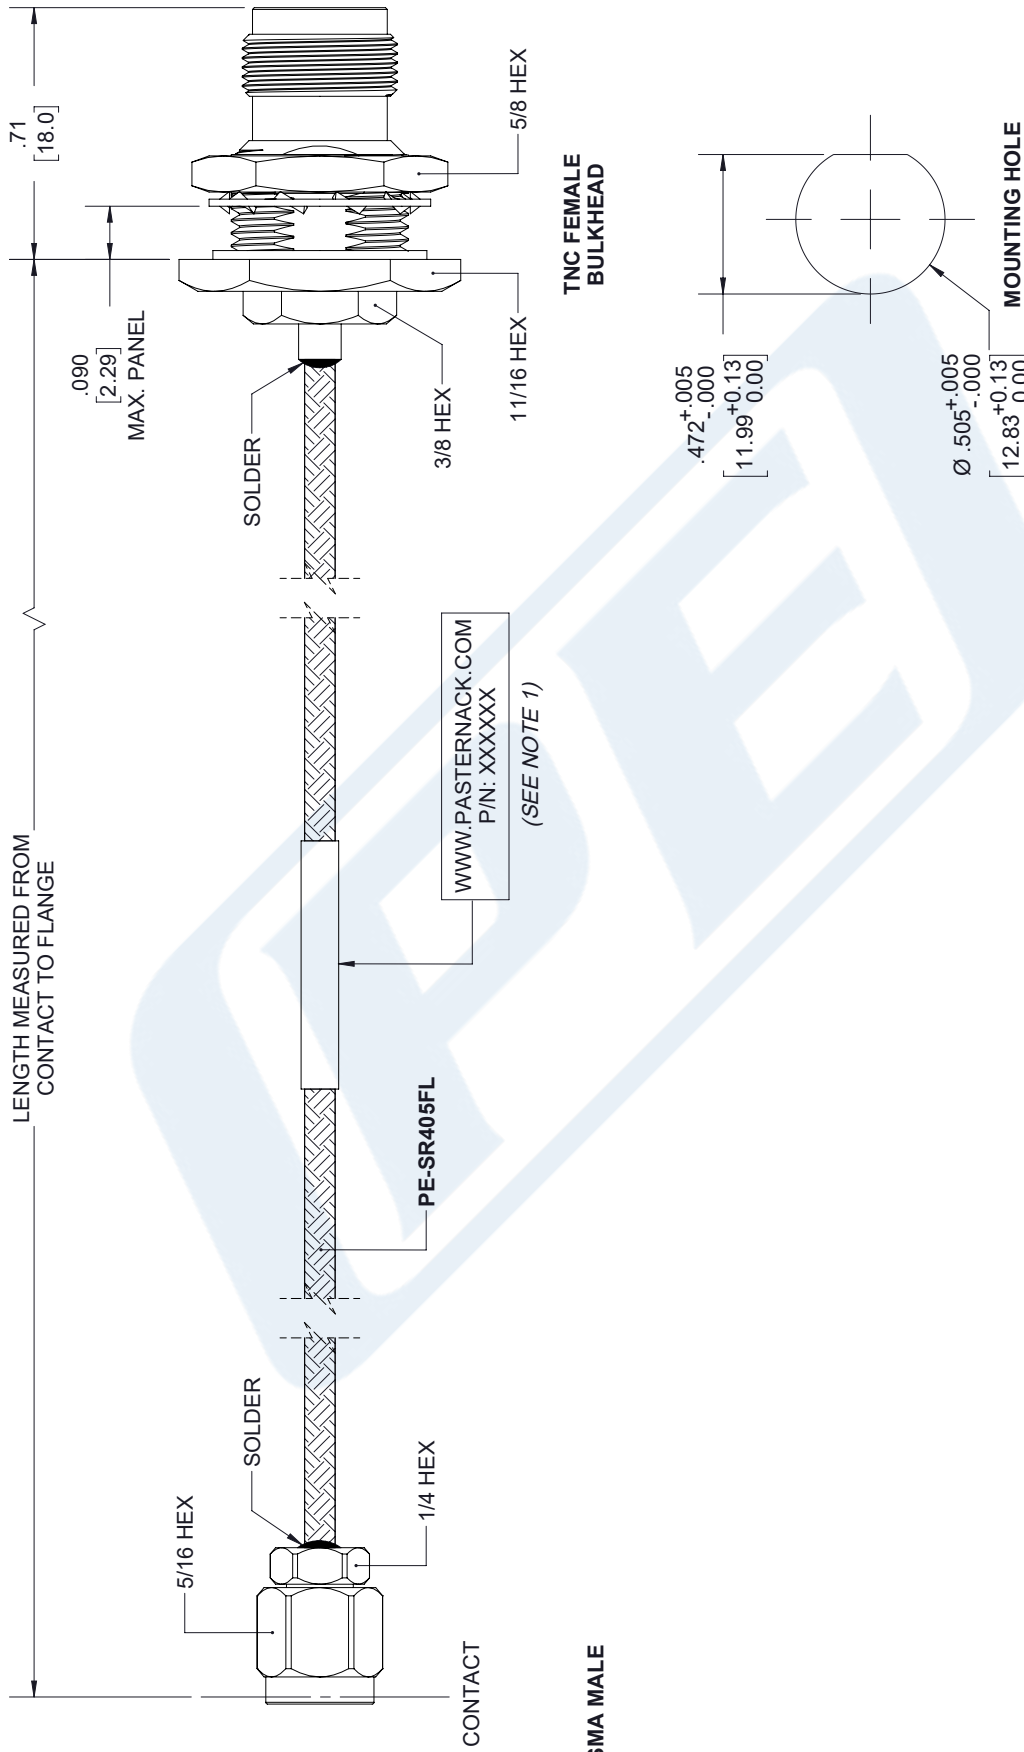 LENGTH MEASURED FROM
CONTACT TO FLANGE
.71
[18.0]
.090
[2.29]
MAX. PANEL
5/16 HEX
SOLDER
SOLDER
1/4 HEX
PE-SR405FL
WWW.PASTERNACK.COM
P/N: XXXXXX
(SEE NOTE 1)
3/8 HEX
11/16 HEX
5/8 HEX
CONTACT
SMA MALE
TNC FEMALE
BULKHEAD
.472 +.005
-.000
[11.99 +0.13
0.00]
Ø .505 +.005
-.000
[12.83 +0.13
0.00]
MOUNTING HOLE
PE